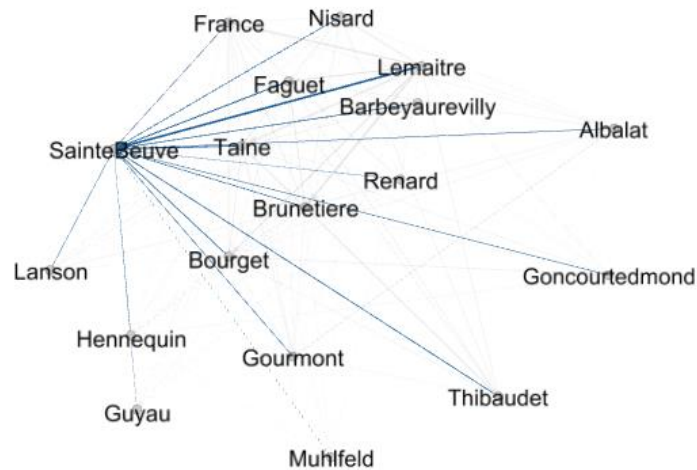 France
Nisard
Lemaitre
Faguet
Barbeyaurevilly
Albalat
SainteBeuve
Taine
Renard
Brunetiere
Lanson
Bourget
Goncourtedmond
Hennequin
Gourmont
Thibaudet
Guyau
Muhlfeld